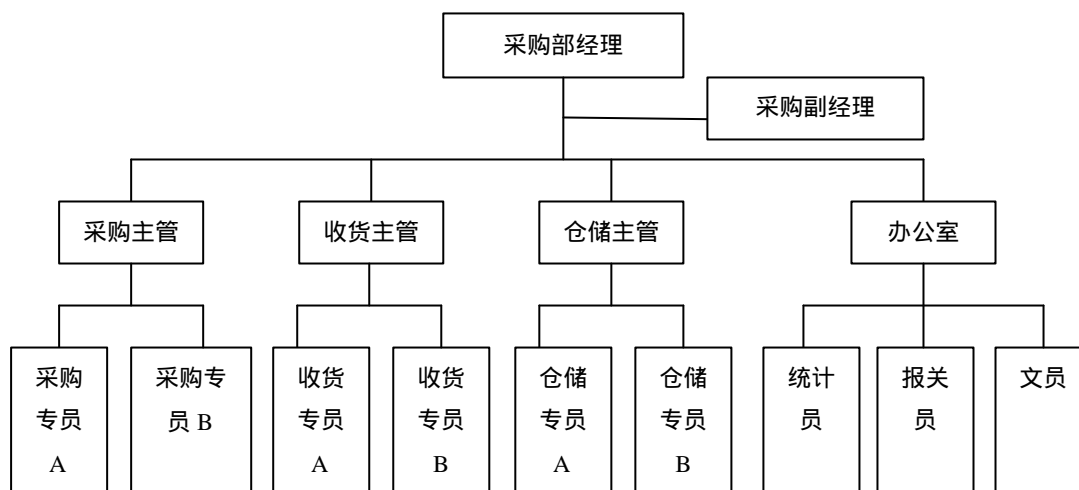 采购部经理
采购副经理
采购主管
收货主管
仓储主管
办公室
采购
专员
A
采购专
员 B
收货
专员
A
收货
专员
B
仓储
专员
A
仓储
专员
B
统计
员
报关
员
文员